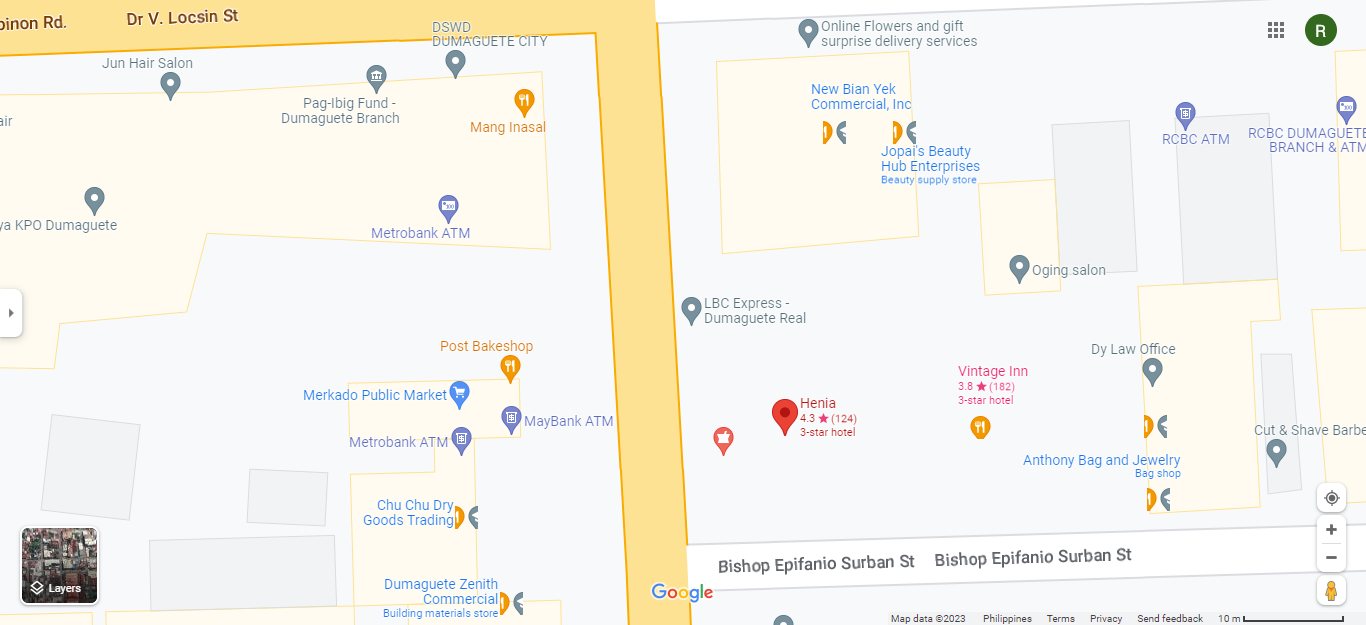 binon Rd.
Dr V. Locsin St
DSWD
DUMAGUETE CITY
Online Flowers and gift
surprise delivery services
R
Jun Hair Salon
Pag-Ibig Fund -
Dumaguete Branch
Mang Inasal
New Bian Yek
Commercial, Inc
air
RCBC ATM
RCBC DUMAGUETE
BRANCH & ATM
Jopai's Beauty
Hub Enterprises
Beauty supply store
ya KPO Dumaguete
Metrobank ATM
Oging salon
LBC Express -
Dumaguete Real
Post Bakeshop
Dy Law Office
Merkado Public Market
Vintage Inn
3.8 ★ (182)
3-star hotel
Henia
4.3 ★ (124)
3-star hotel
MayBank ATM
Metrobank ATM
Cut & Shave Barbe
Anthony Bag and Jewelry
Bag shop
Chu Chu Dry
Goods Trading
Bishop Epifanio Surban St
Bishop Epifanio Surban St
Layers
Dumaguete Zenith
Commercial
Building materials store
Google
Map data ©2023
Philippines
Terms
Privacy
Send feedback
10 m